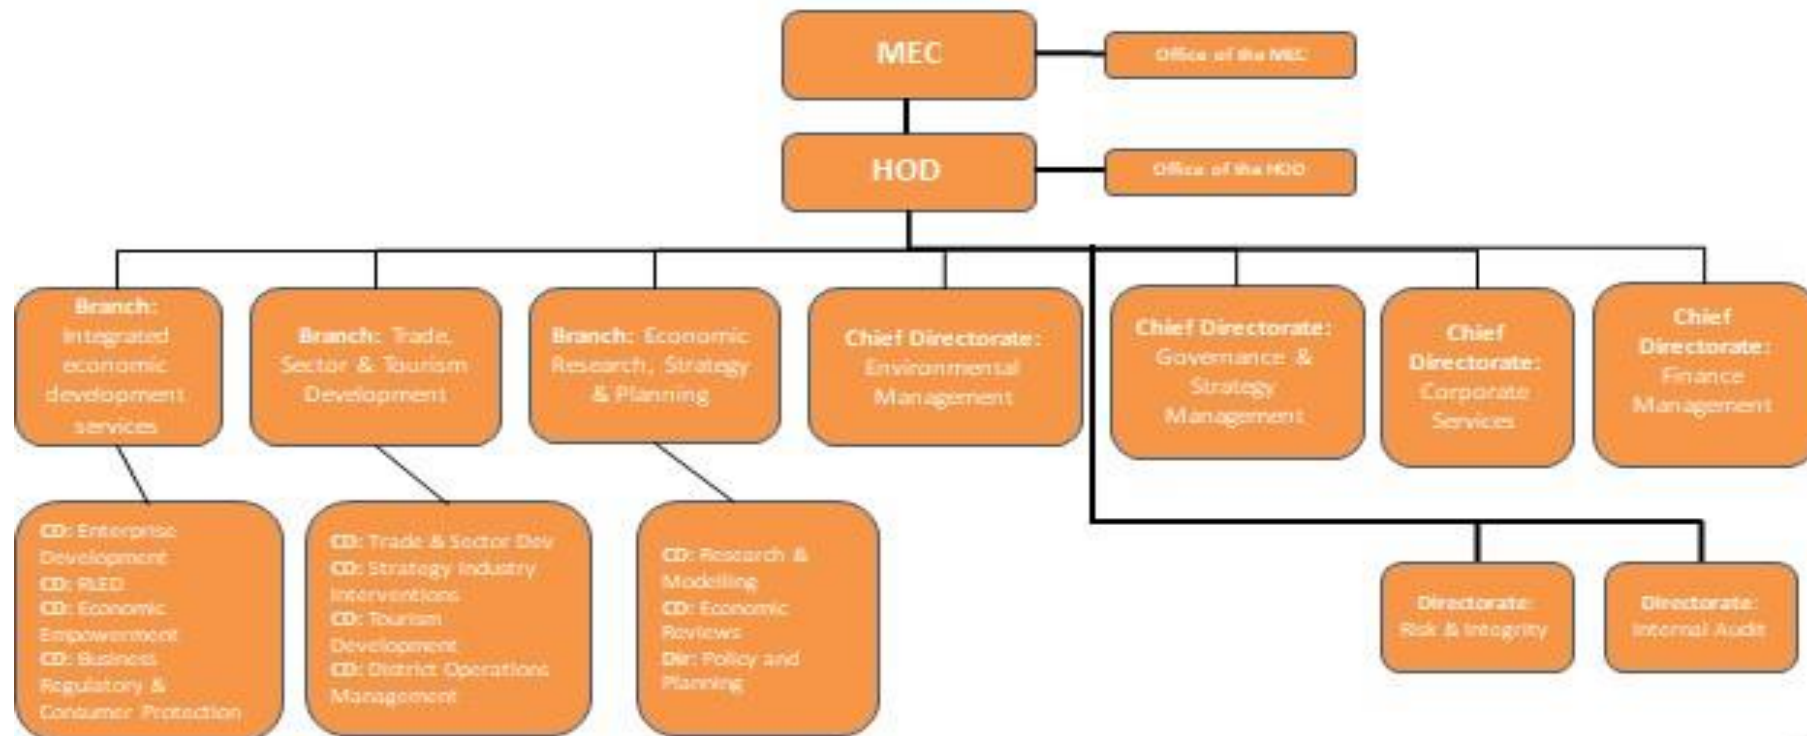 MEC
Office of the MEC
HOD
Office of the HOD
Branch:
Integrated
economic
development
services
Branch: Trade,
Sector & Tourism
Development
Branch: Economic
Research, Strategy
& Planning
Chief Directorate:
Environmental
Management
Chief Directorate:
Governance &
Strategy
Management
Chief
Directorate:
Corporate
Services
Chief
Directorate:
Finance
Management
CD: Enterprise
Development
CD: RLED
CD: Economic
Empowerment
CD: Business
Regulatory &
Consumer Protection
CD: Trade & Sector Dev
CD: Strategy Industry
Interventions
CD: Tourism
Development
CD: District Operations
Management
CD: Research &
Modelling
CD: Economic
Reviews
Dir: Policy and
Planning
Directorate:
Risk & Integrity
Directorate:
Internal Audit